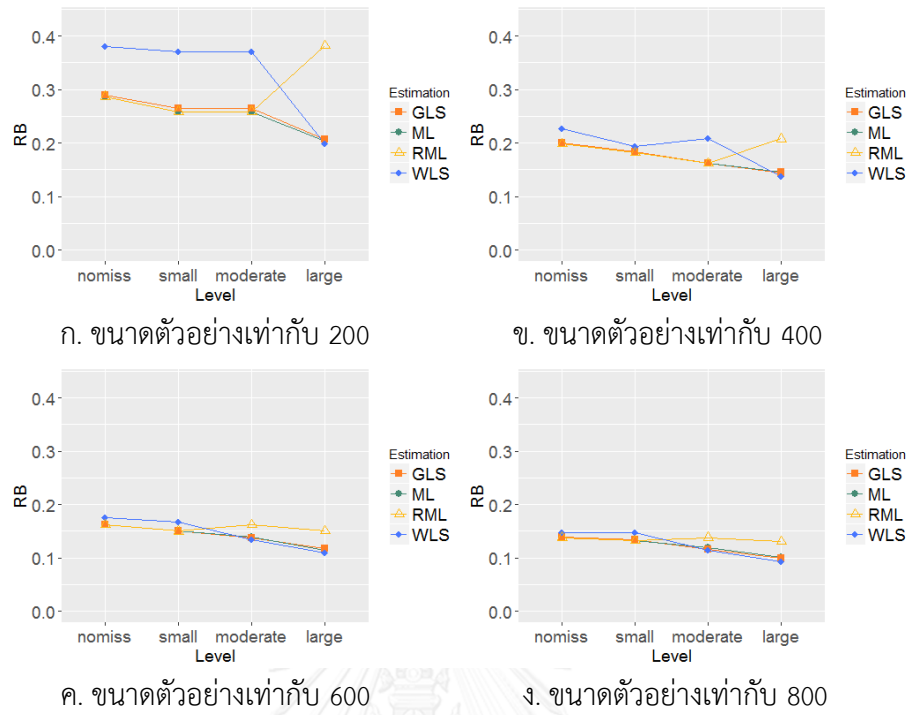 0.4
0.3
0.2
0.1
0.0
RB
nomiss small moderate large
Level
Estimation
GLS
ML
RML
WLS
ก. ขนาดตัวอย่างเท่ากับ 200
0.4
0.3
0.2
0.1
0.0
RB
nomiss small moderate large
Level
Estimation
GLS
ML
RML
WLS
ข. ขนาดตัวอย่างเท่ากับ 400
0.4
0.3
0.2
0.1
0.0
RB
nomiss small moderate large
Level
Estimation
GLS
ML
RML
WLS
ค. ขนาดตัวอย่างเท่ากับ 600
0.4
0.3
0.2
0.1
0.0
RB
nomiss small moderate large
Level
Estimation
GLS
ML
RML
WLS
ง. ขนาดตัวอย่างเท่ากับ 800